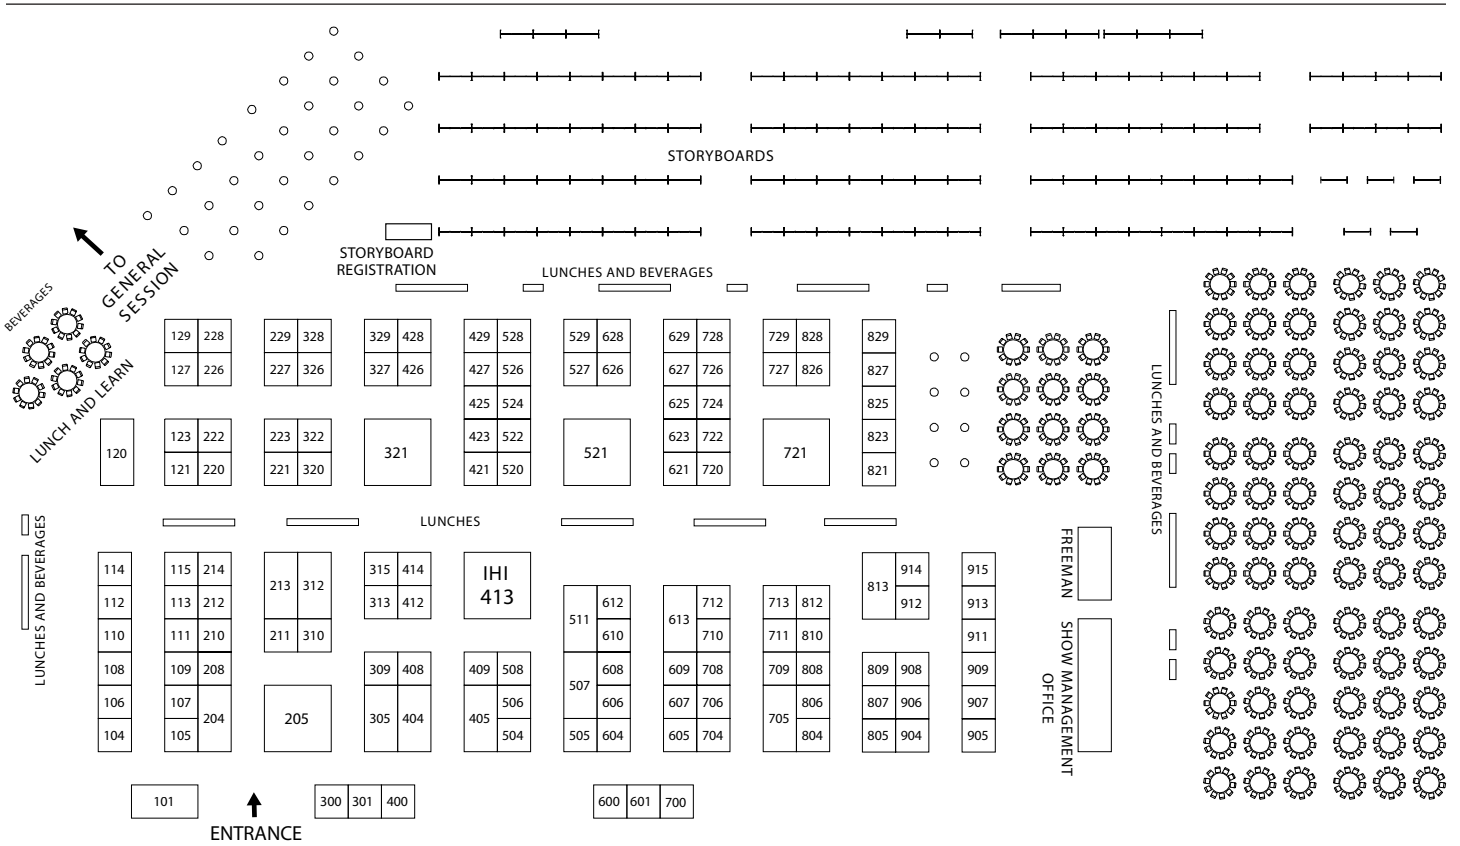 STORYBOARDS
STORYBOARD
REGISTRATION
LUNCHES AND BEVERAGES
TO
GENERAL
SESSION
BEVERAGES
LUNCH AND LEARN
129 228 229 328 329 428 429 528 529 628 629 728 729 828 829
127 226 227 326 327 426 427 526 527 626 627 726 727 826 827
425 524 625 724 825
123 222 223 322 423 522 623 722 823
120 321 521 721
121 220 221 320 421 520 621 720 821
LUNCHES
LUNCHES AND BEVERAGES
LUNCHES AND BEVERAGES
114 115 214 315 414 914 915
IHI
413
213 312 813
112 113 212 313 412 612 712 713 812 912 913
511 613
110 111 210 211 310 610 710 711 810 911
108 109 208 309 408 409 508 608 609 708 709 808 809 908 909
507
106 107 506 606 607 706 806 807 906 907
204 205 305 404 405 705
104 105 504 505 604 605 704 804 805 904 905
FREEMAN
SHOW MANAGEMENT
OFFICE
101 300 301 400 600 601 700
ENTRANCE